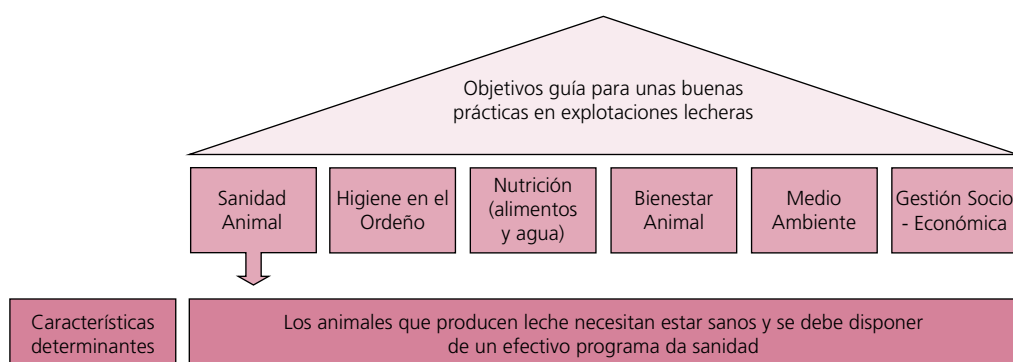 Objetivos guía para unas buenas
prácticas en explotaciones lecheras
Sanidad
Animal
Higiene en el
Ordeño
Nutrición
(alimentos
y agua)
Bienestar
Animal
Medio
Ambiente
Gestión Socio
- Económica
Características
determinantes
Los animales que producen leche necesitan estar sanos y se debe disponer
de un efectivo programa da sanidad